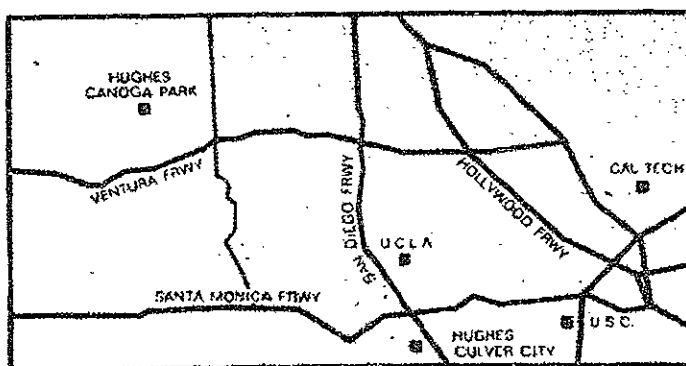 HUGHES
CANOGA PARK
VENTURA FRWY
SAN DIEGO FRWY
HOLLYWOOD FRWY
CAL TECH
UCLA
SANTA MONICA FRWY
HUGHES
CULVER CITY
U.S.C.